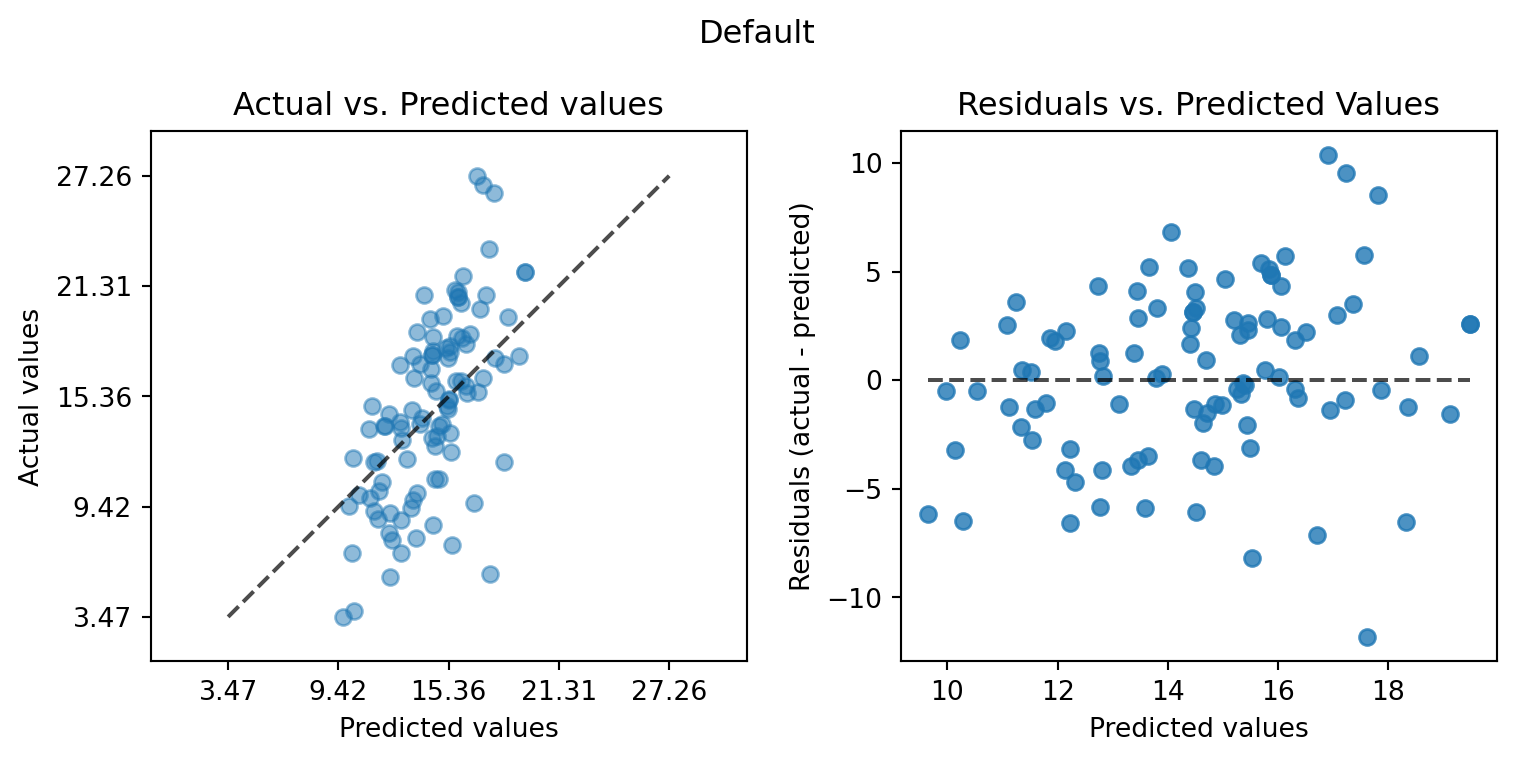 Default
Actual vs. Predicted values
Actual values
27.26
21.31
15.36
9.42
3.47
3.47 9.42 15.36 21.31 27.26
Predicted values
Residuals vs. Predicted Values
Residuals (actual - predicted)
10
5
0
−5
−10
10 12 14 16 18
Predicted values